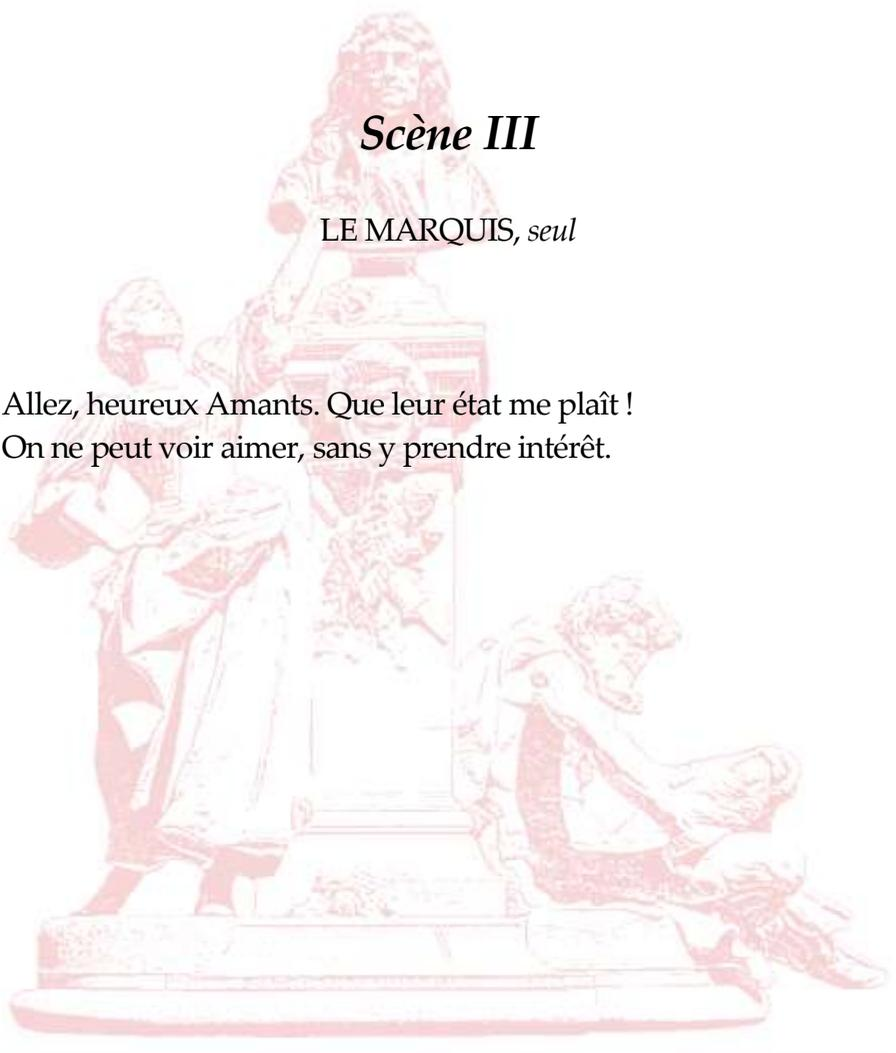 Scène III
LE MARQUIS, seul
Allez, heureux Amants. Que leur état me plaît !
On ne peut voir aimer, sans y prendre intérêt.